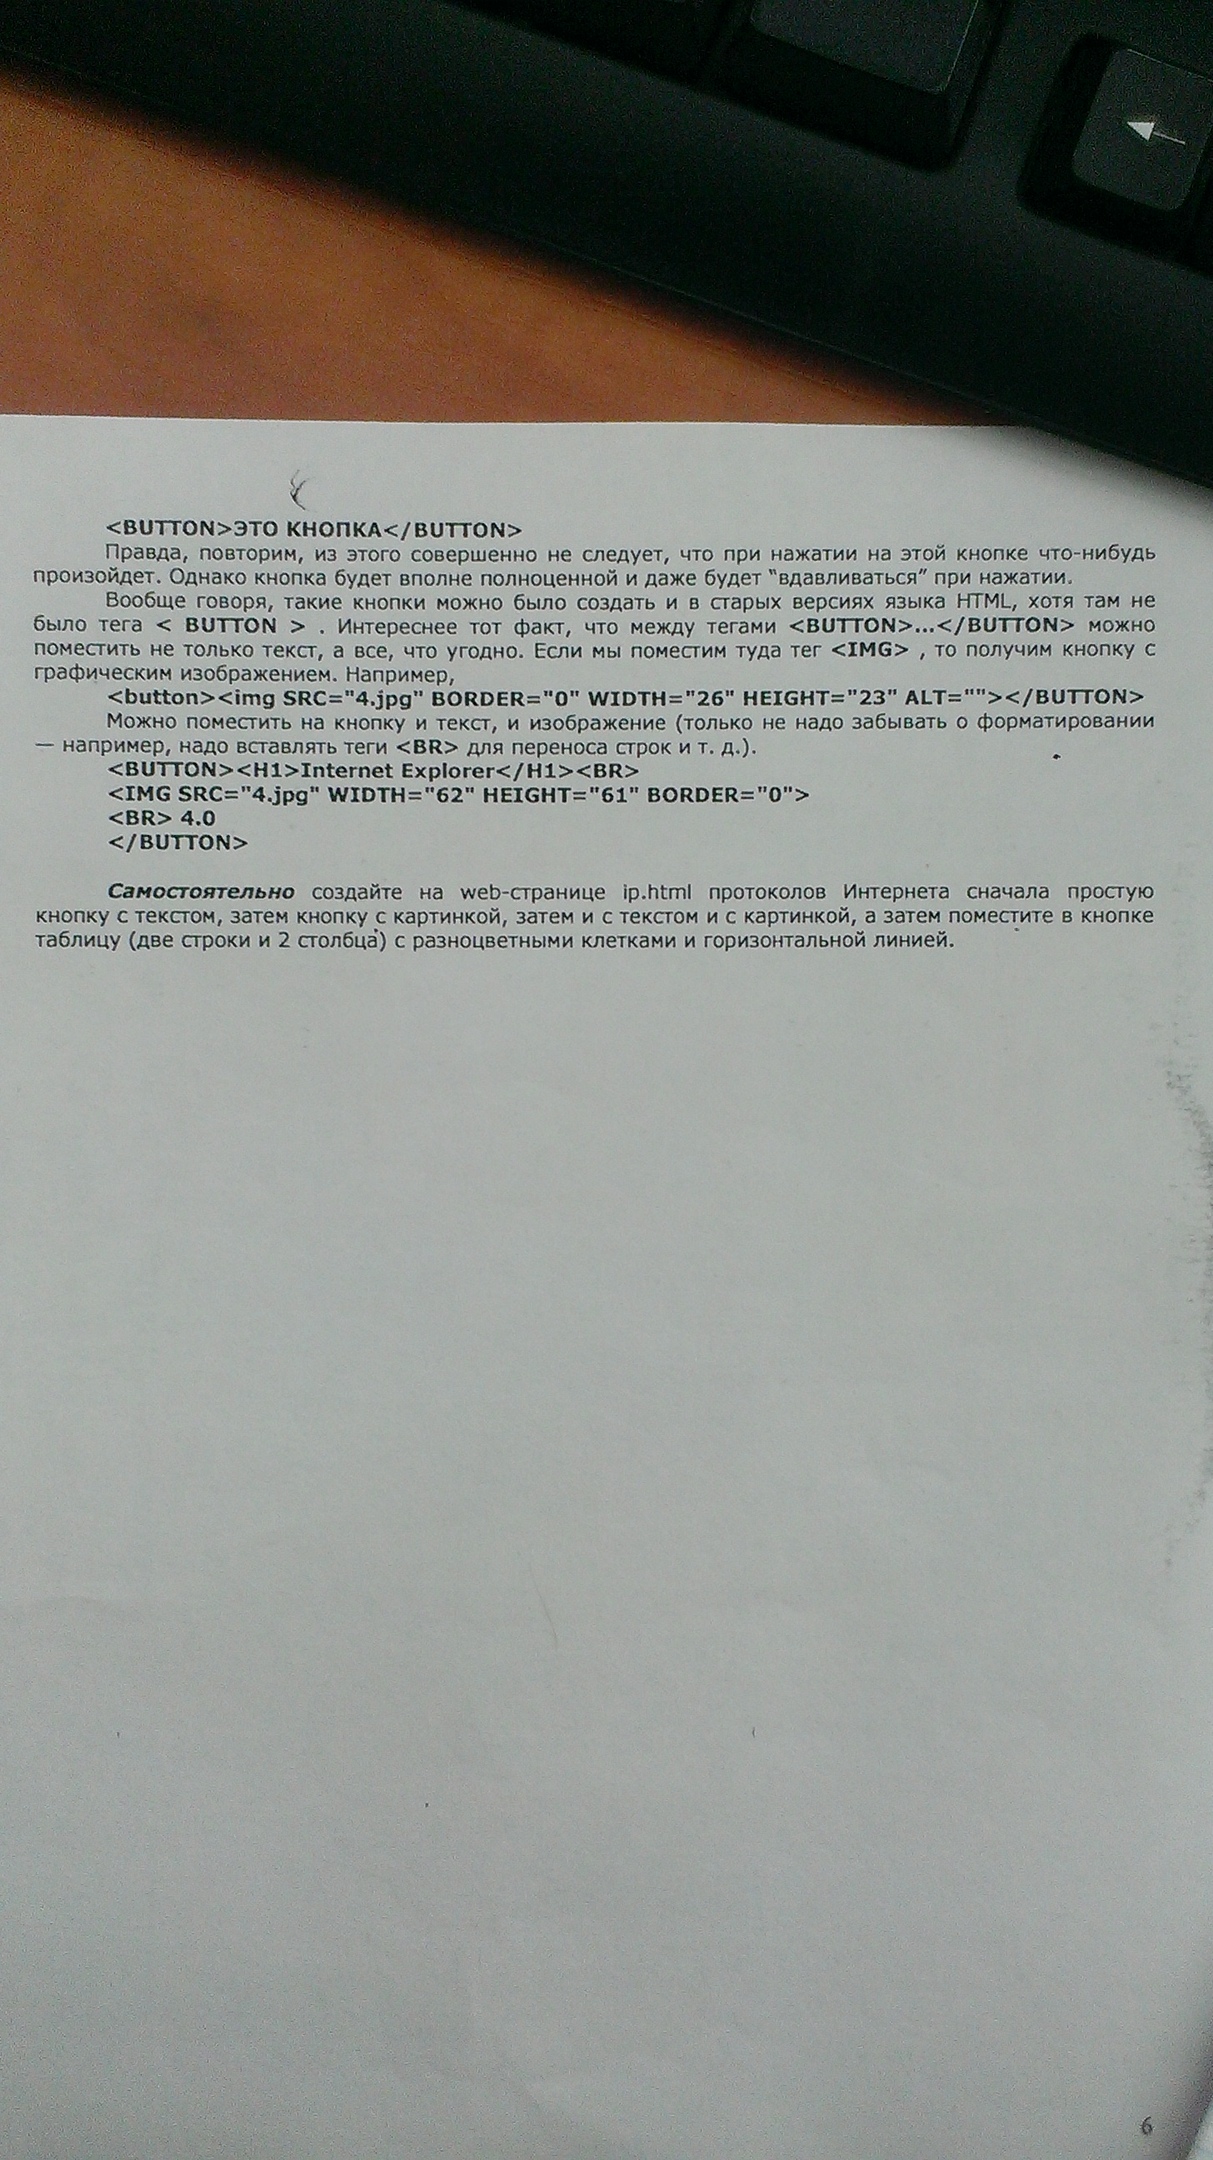 <BUTTON>ЭТО КНОПКА</BUTTON>
Правда, повторим, из этого совершенно не следует, что при нажатии на этой кнопке что-нибудь
произойдет. Однако кнопка будет вполне полноценной и даже будет "вдавливаться" при нажатии.
Вообще говоря, такие кнопки можно было создать и в старых версиях языка HTML, хотя там не
было тега < BUTTON > . Интереснее тот факт, что между тегами <BUTTON>...</BUTTON> можно
поместить не только текст, а все, что угодно. Если мы поместим туда тег <IMG> , то получим кнопку с
графическим изображением. Например,
<button><img SRC="4.jpg" BORDER="0" WIDTH="26" HEIGHT="23" ALT=""></BUTTON>
Можно поместить на кнопку и текст, и изображение (только не надо забывать о форматировании
— например, надо вставлять теги <BR> для переноса строк и т. д.).
<BUTTON><H1>Internet Explorer</H1><BR>
<IMG SRC="4.jpg" WIDTH="62" HEIGHT="61" BORDER="0">
<BR> 4.0
</BUTTON>
Самостоятельно создайте на web-странице ip.html протоколов Интернета сначала простую
кнопку с текстом, затем кнопку с картинкой, затем и с текстом и с картинкой, а затем поместите в кнопке
таблицу (две строки и 2 столбца) с разноцветными клетками и горизонтальной линией.
6